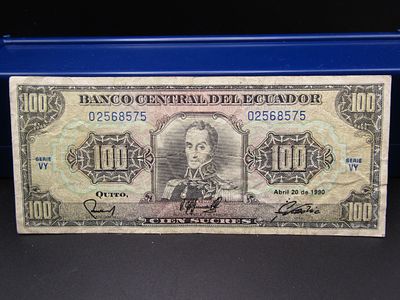 100 BANCO CENTRAL DEL ECUADOR 100
02568575 02568575
SERIE VY 100 100 SERIE VY
QUITO, Abril 20 de 1990
100 CIEN SUCRES 100